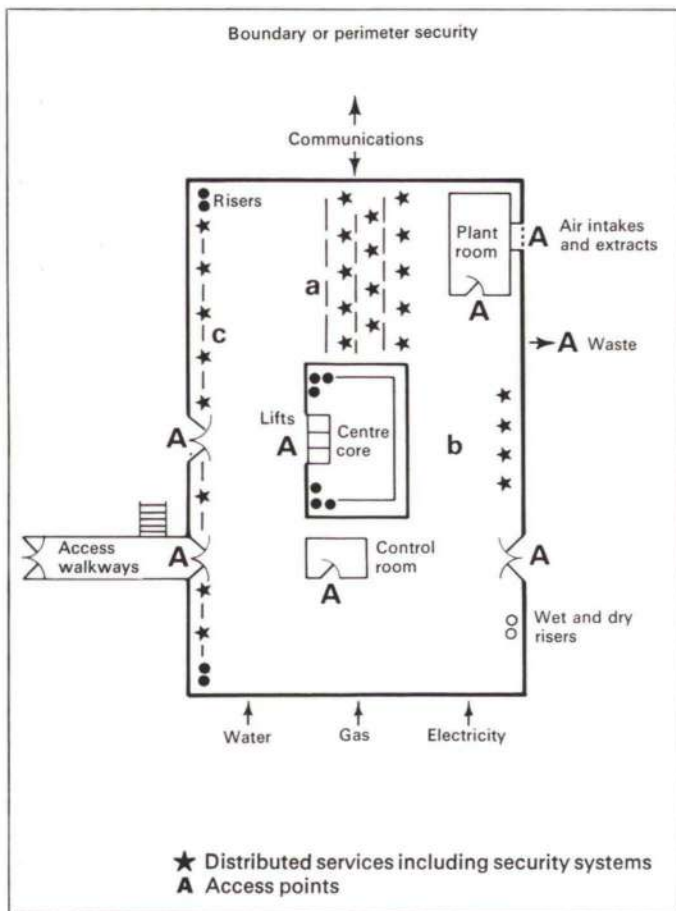 Boundary or perimeter security
Communications
Risers
Plant
room
A
Air intakes
and extracts
A
a
c
A Waste
Lifts
A
Centre
core
b
A
Access
walkways
A
Control
room
A
A
Wet and dry
risers
Water
Gas
Electricity
★ Distributed services including security systems
A Access points